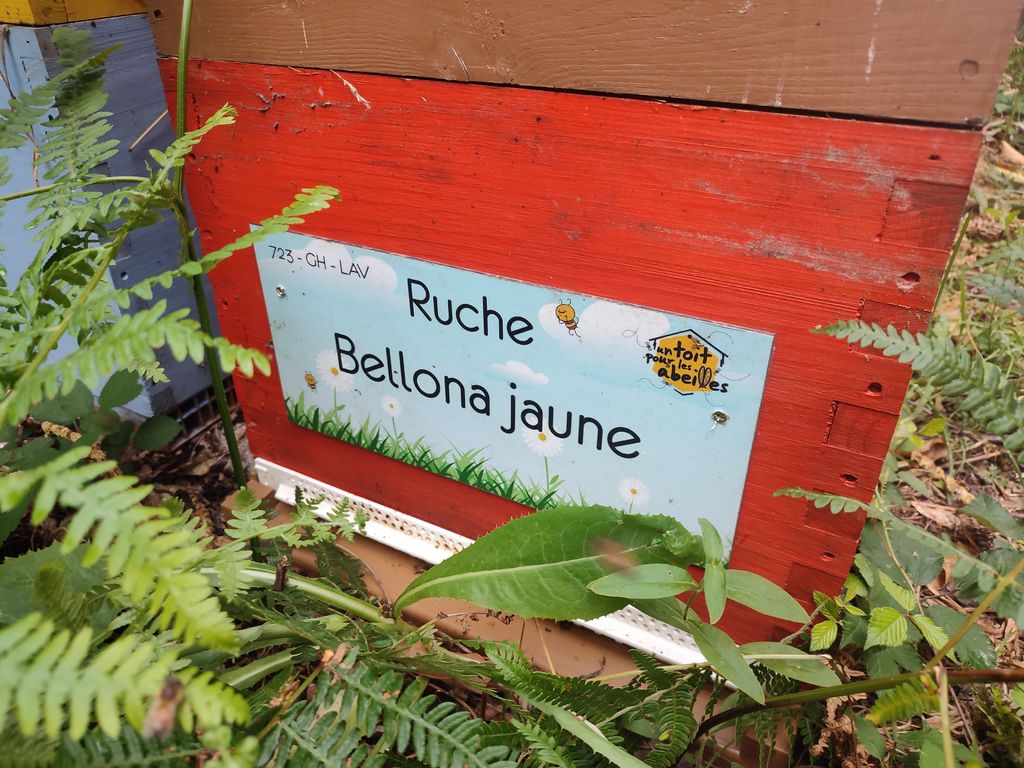 723 - GH - LAV
Ruche
Bellona jaune
un toit
pour les
abeilles